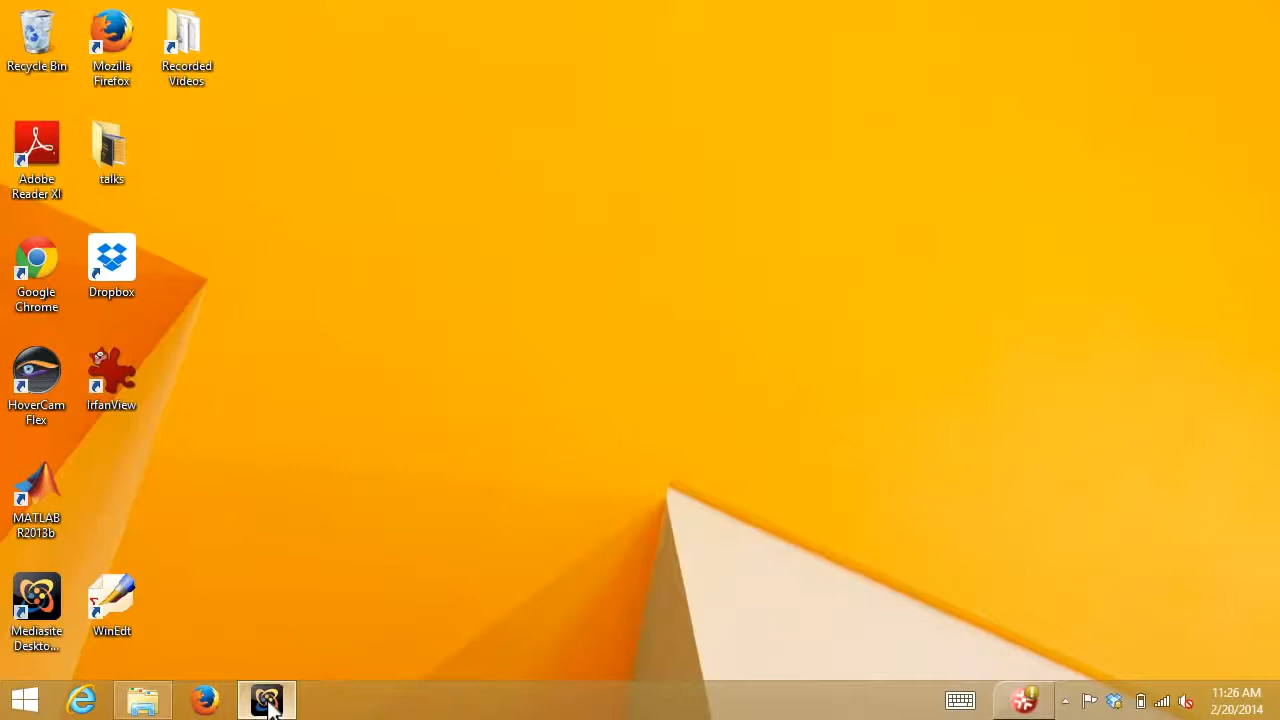 Recycle Bin
Mozilla
Firefox
Recorded
Videos
Adobe
Reader XI
talks
Google
Chrome
Dropbox
HoverCam
Flex
IrfanView
MATLAB
R2013b
Mediasite
Deskto...
WinEdt
11:26 AM
2/20/2014